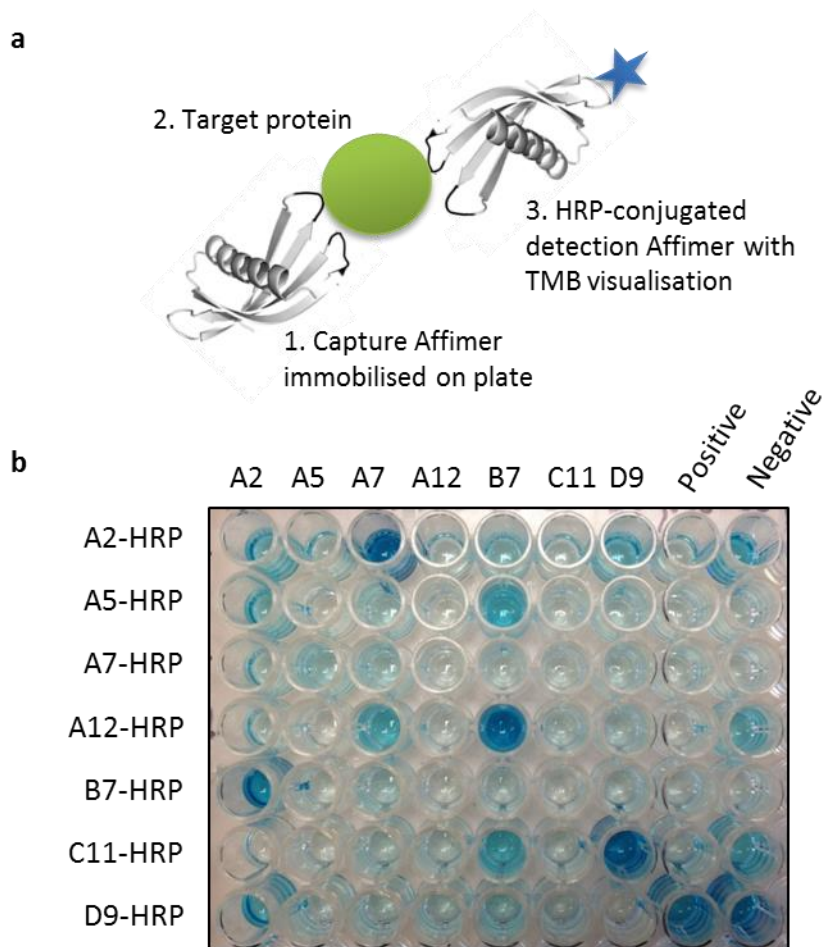 a
2. Target protein
3. HRP-conjugated
detection Affimer with
TMB visualisation
1. Capture Affimer
immobilised on plate
b
A2 A5 A7 A12 B7 C11 D9 Positive Negative
A2-HRP
A5-HRP
A7-HRP
A12-HRP
B7-HRP
C11-HRP
D9-HRP